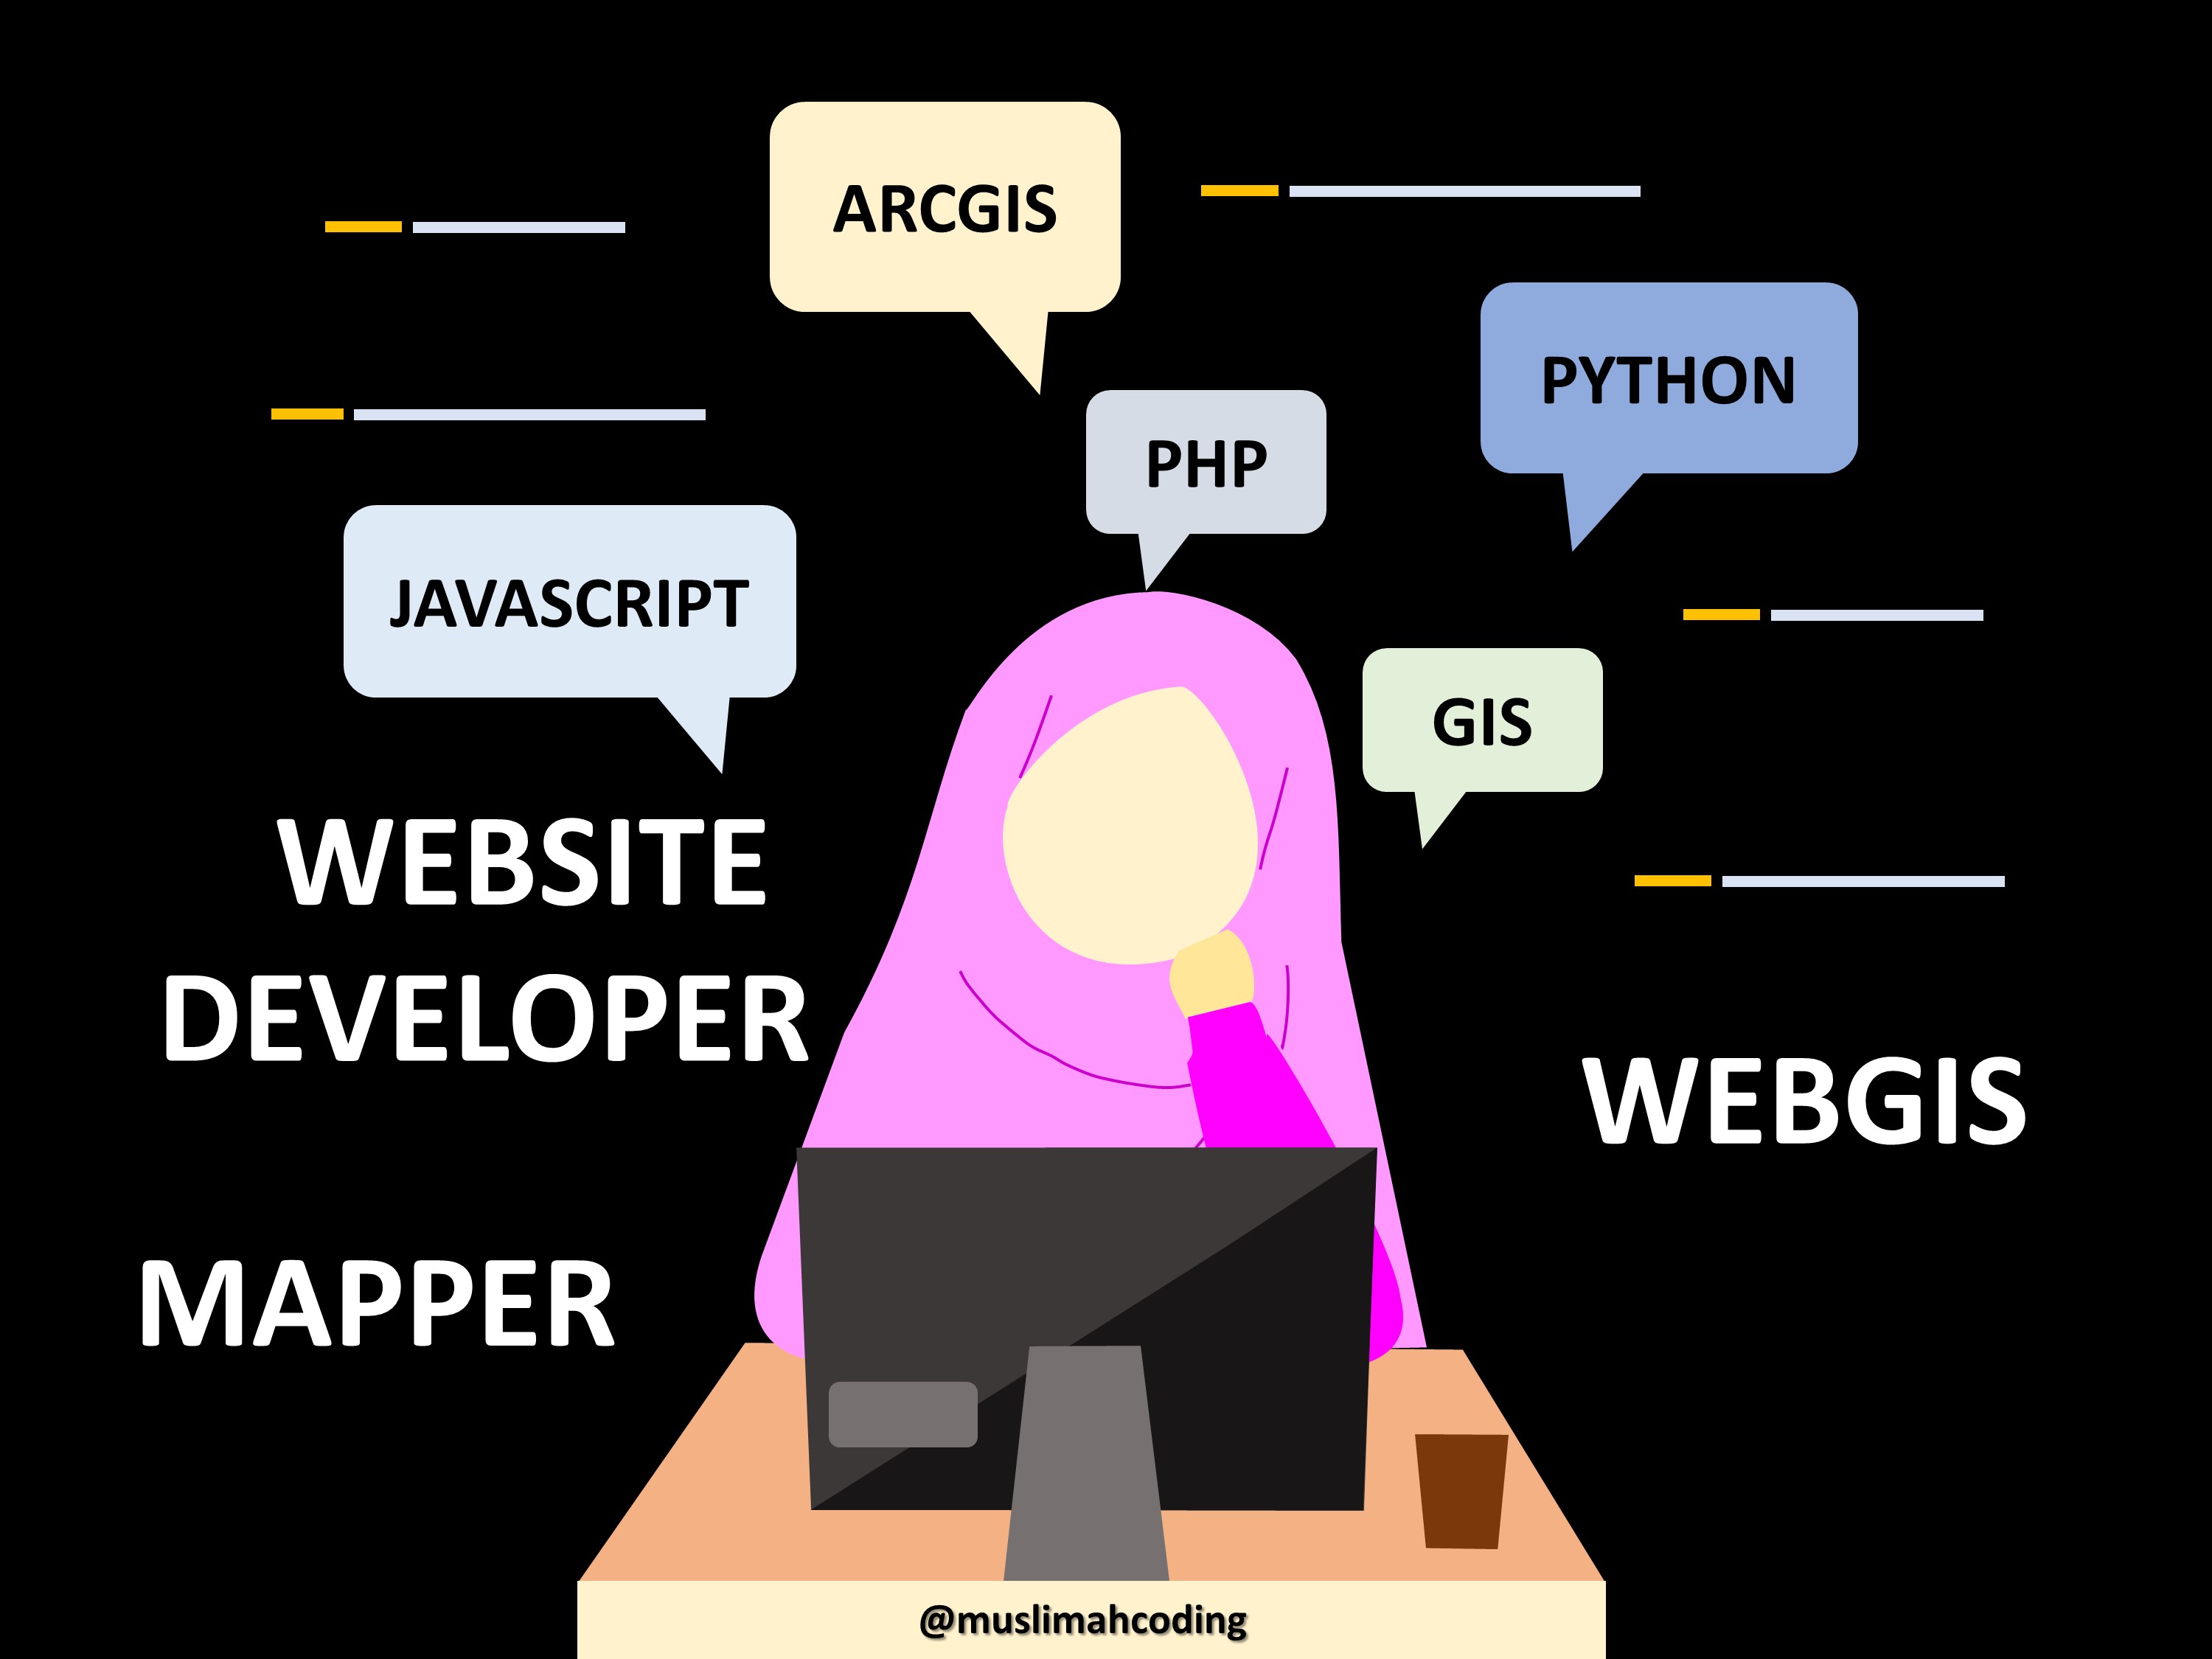 ARCGIS
PYTHON
PHP
JAVASCRIPT
GIS
WEBSITE
DEVELOPER
WEBGIS
MAPPER
@muslimahcoding